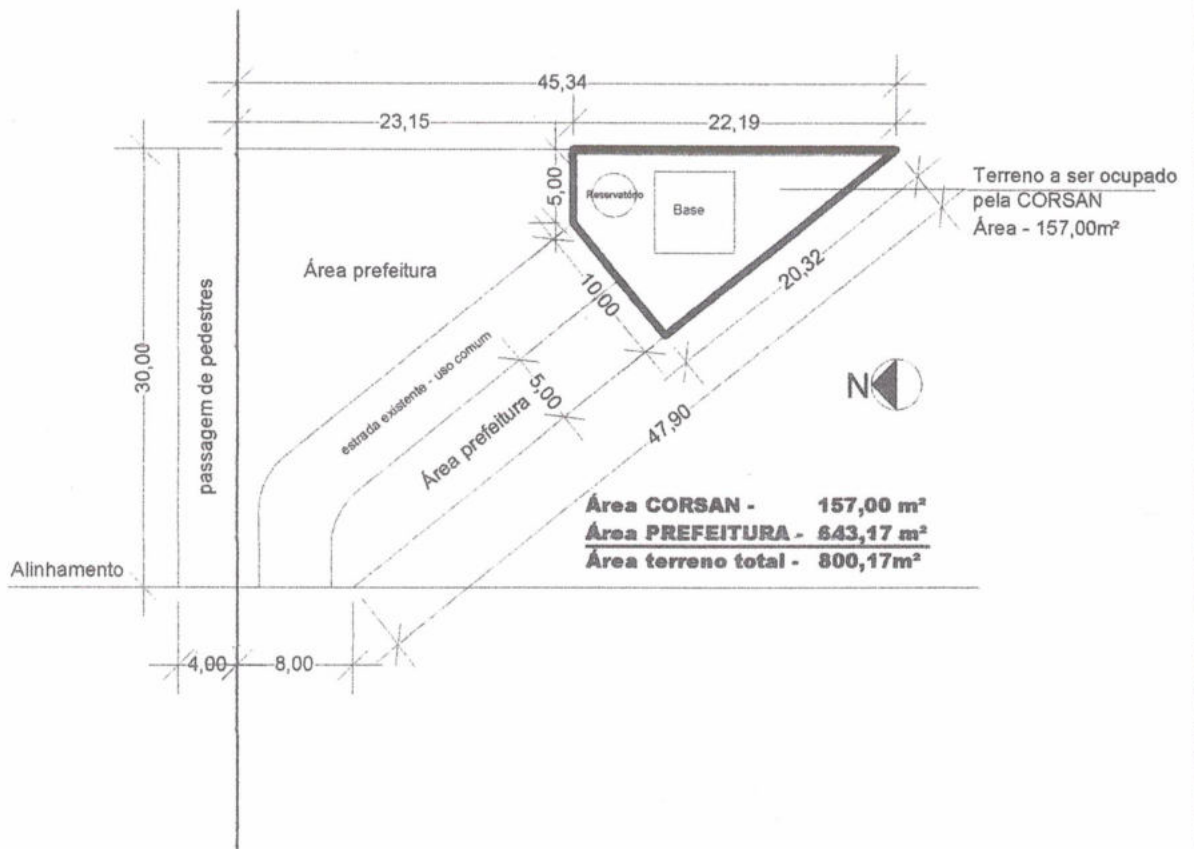 45,34
23,15
22,19
5,00
Reservatório
Base
Terreno a ser ocupado
pela CORSAN
Área - 157,00m²
Área prefeitura
10,00
20,32
passagem de pedestres
30,00
estrada existente - uso comum
5,00
Área prefeitura
47,90
N
Área CORSAN - 157,00 m²
Área PREFEITURA - 643,17 m²
Área terreno total - 800,17m²
Alinhamento
4,00
8,00